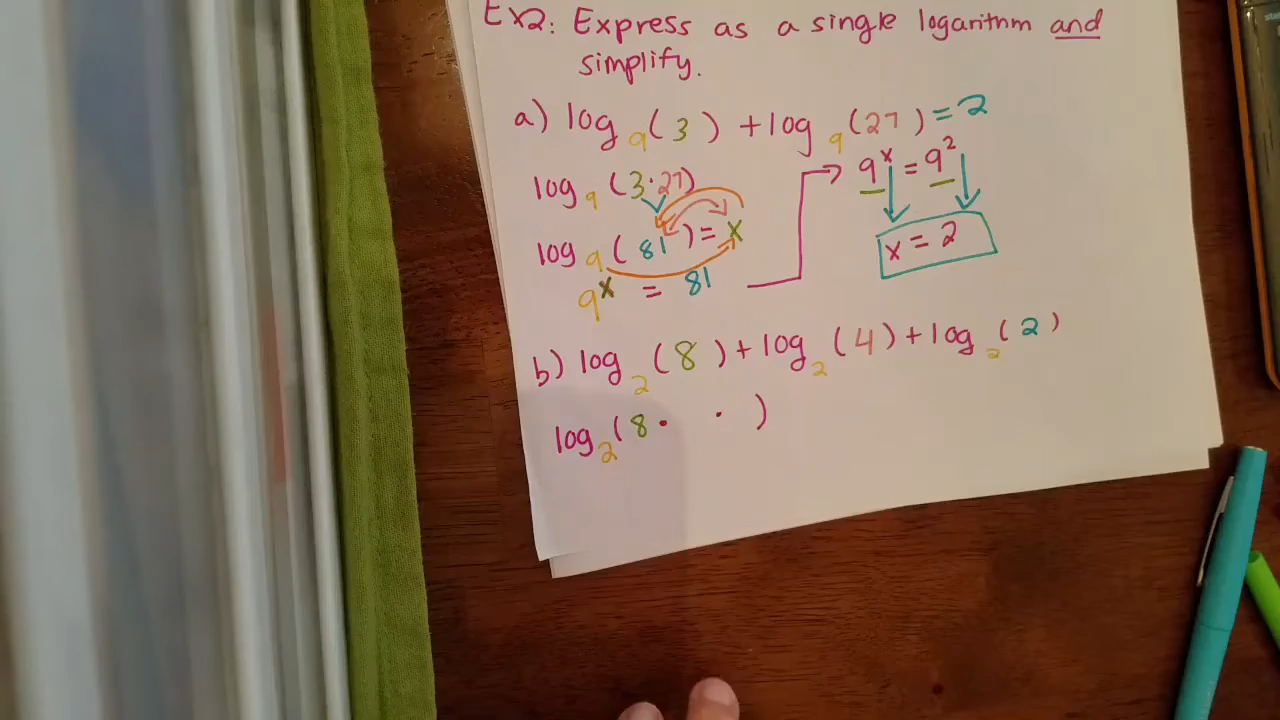 Ex2: Express as a single logarithm and
simplify.
a) log₉(3) + log₉(27) = 2
log₉(3·27)
log₉(81) = x
9ˣ = 81
9ˣ = 9²
x = 2
b) log₂(8) + log₂(4) + log₂(2)
log₂(8· · )